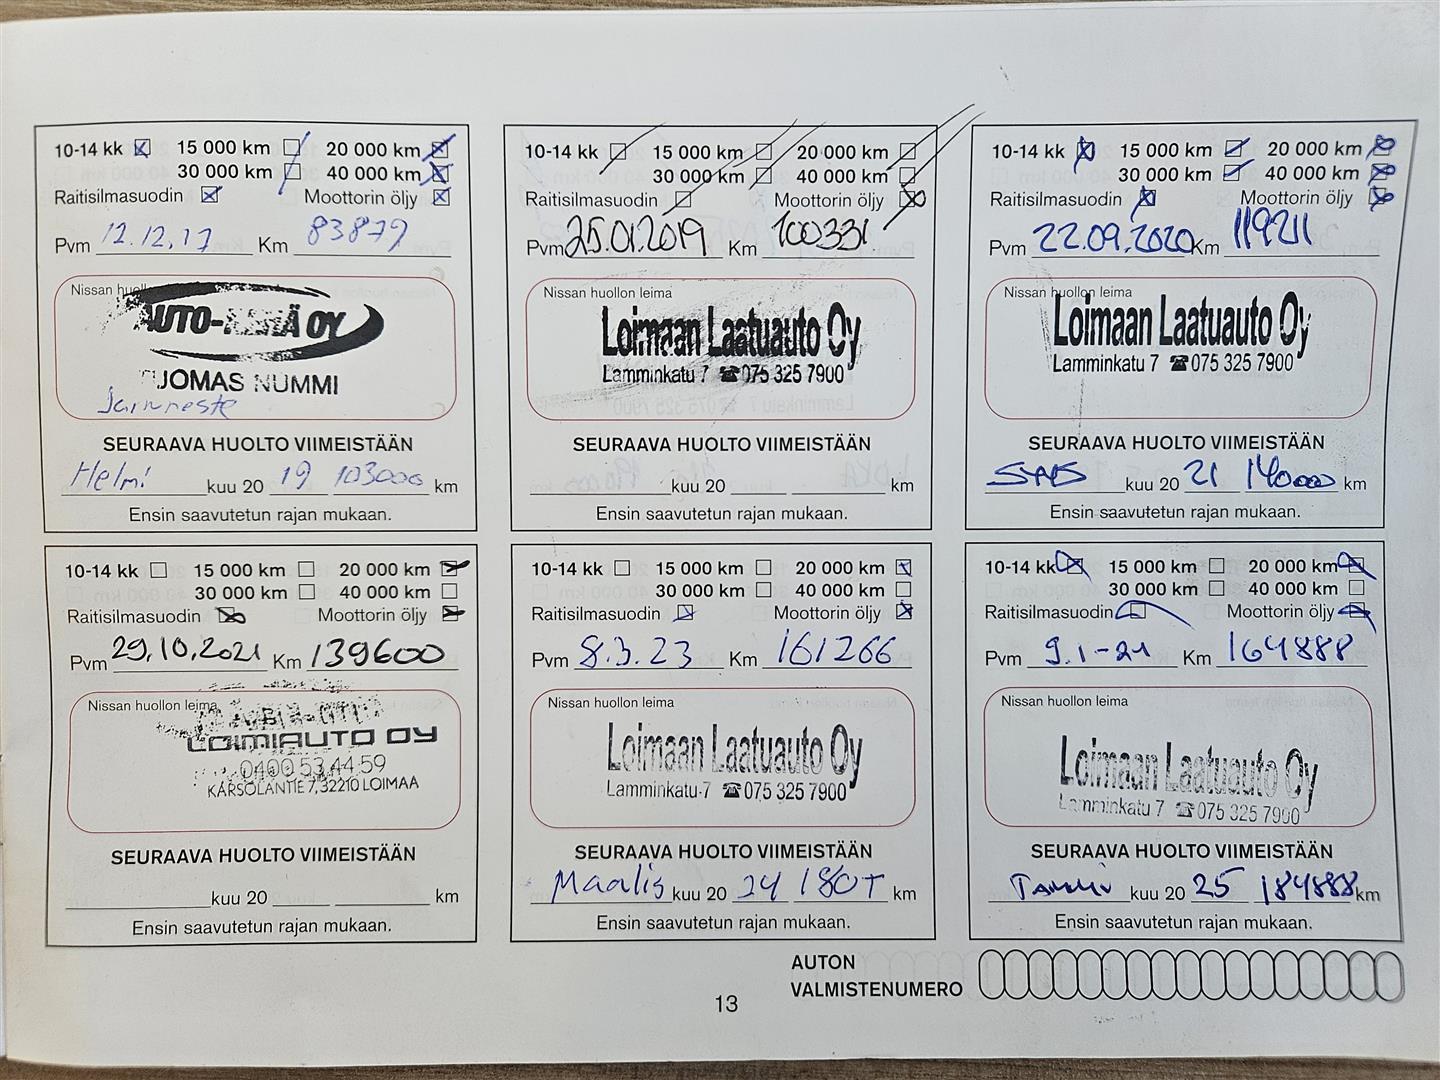 10-14 kk 15 000 km 20 000 km
30 000 km 40 000 km
Raitisilmasuodin Moottorin öljy
Pvm 12.12.17 Km 83879
Nissan huollon
AUTO- OY
JOMAS NUMMI
SEURAAVA HUOLTO VIIMEISTÄÄN
Helmi kuu 20 19 103000 km
Ensin saavutetun rajan mukaan.
10-14 kk 15 000 km 20 000 km
30 000 km 40 000 km
Raitisilmasuodin Moottorin öljy
Pvm 25.01.2019 Km 100331
Nissan huollon leima
Loimaan Laatuauto Oy
Lamminkatu 7 ☎075 325 7900
SEURAAVA HUOLTO VIIMEISTÄÄN
kuu 20 km
Ensin saavutetun rajan mukaan.
10-14 kk 15 000 km 20 000 km
30 000 km 40 000 km
Raitisilmasuodin Moottorin öljy
Pvm 22.09.2020 Km 119211
Nissan huollon leima
Loimaan Laatuauto Oy
Lamminkatu 7 ☎075 325 7900
SEURAAVA HUOLTO VIIMEISTÄÄN
kuu 20 21 140000 km
Ensin saavutetun rajan mukaan.
10-14 kk 15 000 km 20 000 km
30 000 km 40 000 km
Raitisilmasuodin Moottorin öljy
Pvm 29.10.2021 Km 139600
Nissan huollon leima
LOIMIAUTO OY
0400 53 44 59
KARSOLANTIE 7, 32210 LOIMAA
SEURAAVA HUOLTO VIIMEISTÄÄN
kuu 20 km
Ensin saavutetun rajan mukaan.
10-14 kk 15 000 km 20 000 km
30 000 km 40 000 km
Raitisilmasuodin Moottorin öljy
Pvm 8.3.23 Km 161266
Nissan huollon leima
Loimaan Laatuauto Oy
Lamminkatu 7 ☎075 325 7900
SEURAAVA HUOLTO VIIMEISTÄÄN
Maalis kuu 20 24 180T km
Ensin saavutetun rajan mukaan.
10-14 kk 15 000 km 20 000 km
30 000 km 40 000 km
Raitisilmasuodin Moottorin öljy
Pvm 9.1-24 Km 164888
Nissan huollon leima
Loimaan Laatuauto Oy
Lamminkatu 7 ☎075 325 7900
SEURAAVA HUOLTO VIIMEISTÄÄN
Tammi kuu 20 25 184888 km
Ensin saavutetun rajan mukaan.
AUTON
VALMISTENUMERO
13